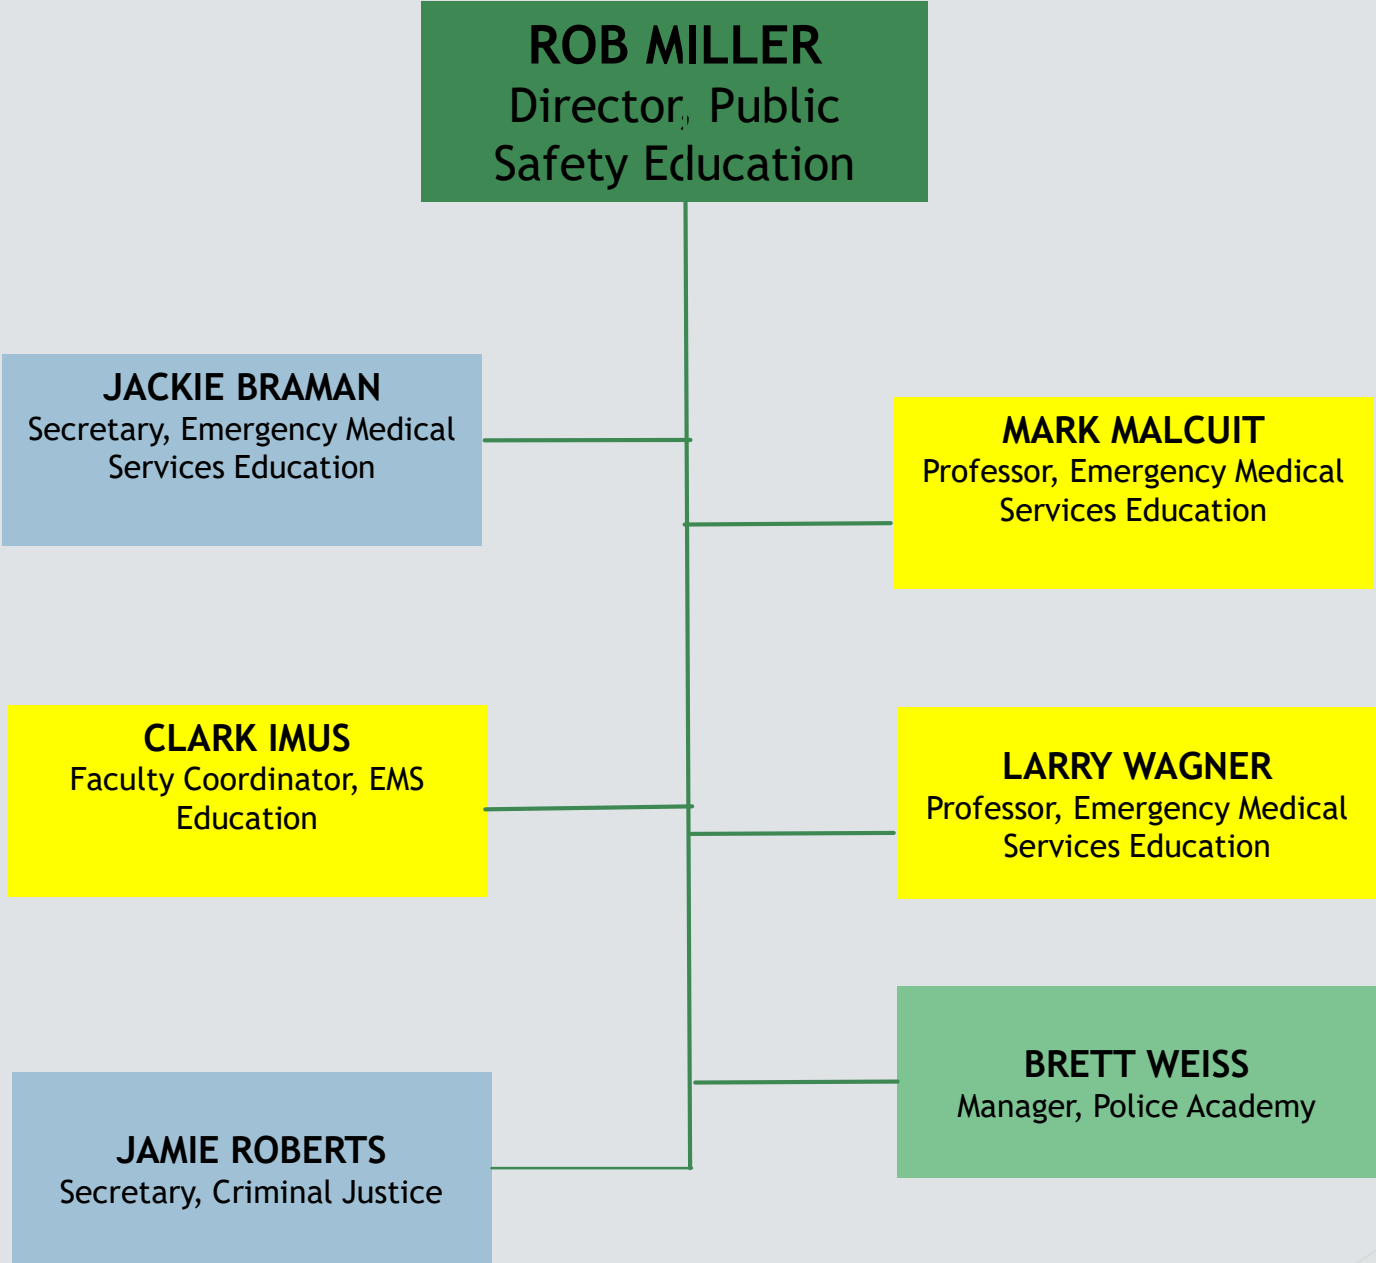 ROB MILLER
Director, Public
Safety Education
JACKIE BRAMAN
Secretary, Emergency Medical
Services Education
MARK MALCUIT
Professor, Emergency Medical
Services Education
CLARK IMUS
Faculty Coordinator, EMS
Education
LARRY WAGNER
Professor, Emergency Medical
Services Education
BRETT WEISS
Manager, Police Academy
JAMIE ROBERTS
Secretary, Criminal Justice